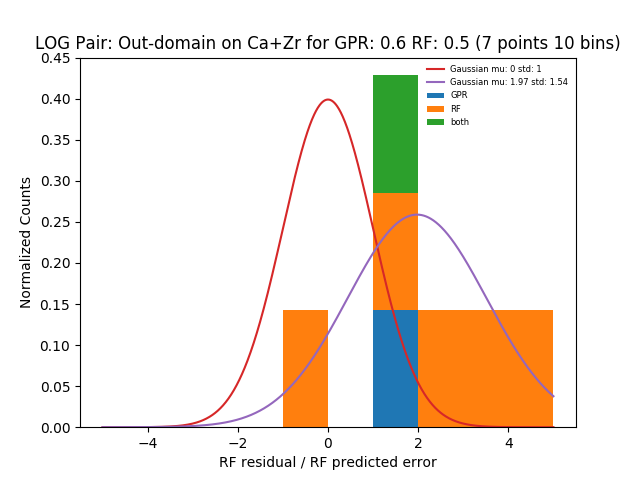 LOG Pair: Out-domain on Ca+Zr for GPR: 0.6 RF: 0.5 (7 points 10 bins)
Gaussian mu: 0 std: 1
Gaussian mu: 1.97 std: 1.54
GPR
RF
both
Normalized Counts
0.45
0.40
0.35
0.30
0.25
0.20
0.15
0.10
0.05
0.00
−4
−2
0
2
4
RF residual / RF predicted error